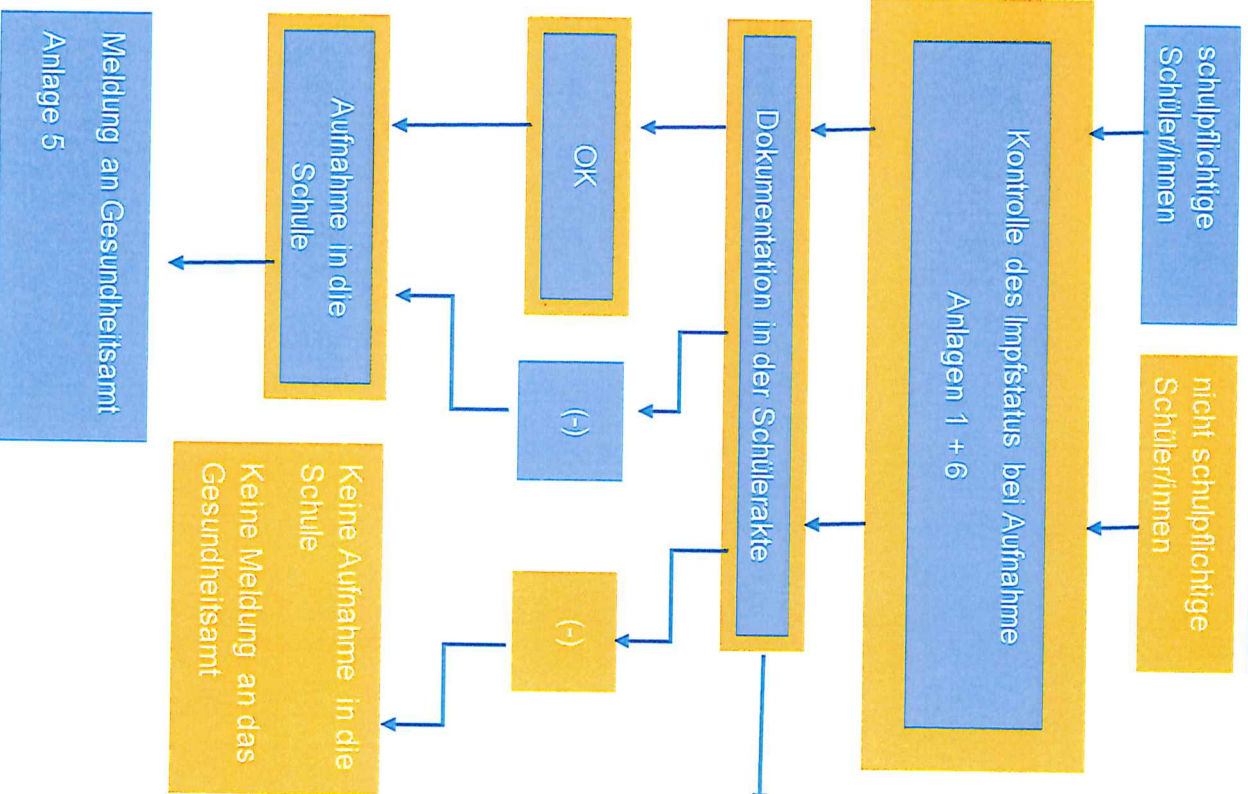 schulpflichtige
Schüler/innen
nicht schulpflichtige
Schüler/innen
Kontrolle des Impfstatus bei Aufnahme
Anlagen 1 + 6
Dokumentation in der Schülerakte
OK
(-)
(-)
Aufnahme in die
Schule
Keine Aufnahme in die
Schule
Keine Meldung an das
Gesundheitsamt
Meldung an Gesundheitsamt
Anlage 5